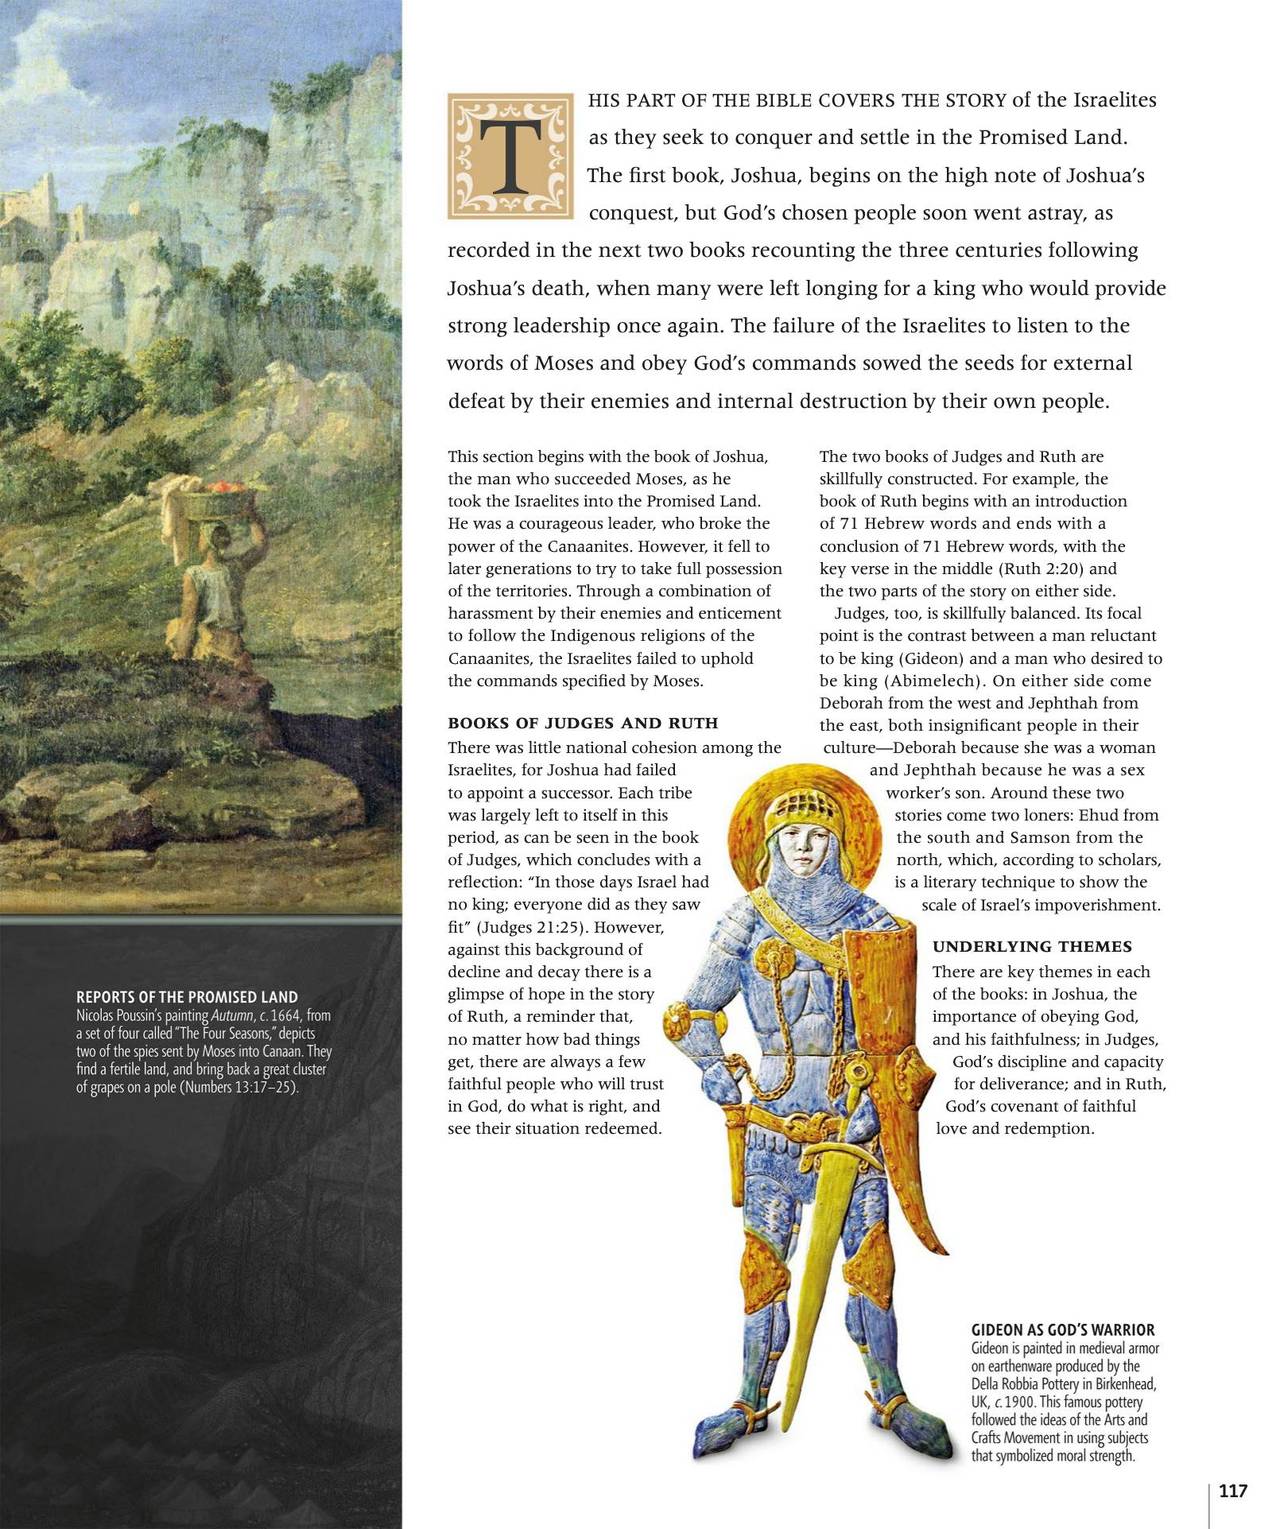 THIS PART OF THE BIBLE COVERS THE STORY of the Israelites
as they seek to conquer and settle in the Promised Land.
The first book, Joshua, begins on the high note of Joshua's
conquest, but God's chosen people soon went astray, as
recorded in the next two books recounting the three centuries following
Joshua's death, when many were left longing for a king who would provide
strong leadership once again. The failure of the Israelites to listen to the
words of Moses and obey God's commands sowed the seeds for external
defeat by their enemies and internal destruction by their own people.
This section begins with the book of Joshua,
the man who succeeded Moses, as he
took the Israelites into the Promised Land.
He was a courageous leader, who broke the
power of the Canaanites. However, it fell to
later generations to try to take full possession
of the territories. Through a combination of
harassment by their enemies and enticement
to follow the Indigenous religions of the
Canaanites, the Israelites failed to uphold
the commands specified by Moses.
BOOKS OF JUDGES AND RUTH
There was little national cohesion among the
Israelites, for Joshua had failed
to appoint a successor. Each tribe
was largely left to itself in this
period, as can be seen in the book
of Judges, which concludes with a
reflection: “In those days Israel had
no king; everyone did as they saw
fit” (Judges 21:25). However,
against this background of
decline and decay there is a
glimpse of hope in the story
of Ruth, a reminder that,
no matter how bad things
get, there are always a few
faithful people who will trust
in God, do what is right, and
see their situation redeemed.
The two books of Judges and Ruth are
skillfully constructed. For example, the
book of Ruth begins with an introduction
of 71 Hebrew words and ends with a
conclusion of 71 Hebrew words, with the
key verse in the middle (Ruth 2:20) and
the two parts of the story on either side.
Judges, too, is skillfully balanced. Its focal
point is the contrast between a man reluctant
to be king (Gideon) and a man who desired to
be king (Abimelech). On either side come
Deborah from the west and Jephthah from
the east, both insignificant people in their
culture—Deborah because she was a woman
and Jephthah because he was a sex
worker's son. Around these two
stories come two loners: Ehud from
the south and Samson from the
north, which, according to scholars,
is a literary technique to show the
scale of Israel's impoverishment.
UNDERLYING THEMES
There are key themes in each
of the books: in Joshua, the
importance of obeying God,
and his faithfulness; in Judges,
God's discipline and capacity
for deliverance; and in Ruth,
God's covenant of faithful
love and redemption.
REPORTS OF THE PROMISED LAND
Nicolas Poussin's painting Autumn, c.1664, from
a set of four called “The Four Seasons,” depicts
two of the spies sent by Moses into Canaan. They
find a fertile land, and bring back a great cluster
of grapes on a pole (Numbers 13:17–25).
GIDEON AS GOD'S WARRIOR
Gideon is painted in medieval armor
on earthenware produced by the
Della Robbia Pottery in Birkenhead,
UK, c.1900. This famous pottery
followed the ideas of the Arts and
Crafts Movement in using subjects
that symbolized moral strength.
117